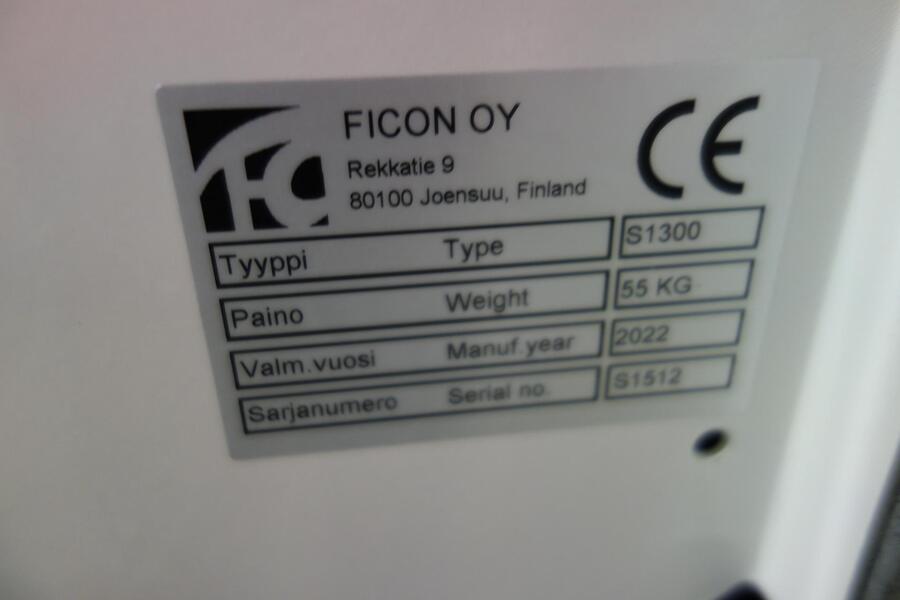 FC
FICON OY
Rekkatie 9
80100 Joensuu, Finland
CE
Tyyppi Type S1300
Paino Weight 55 KG
Valm.vuosi Manuf.year 2022
Sarjanumero Serial no. S1512